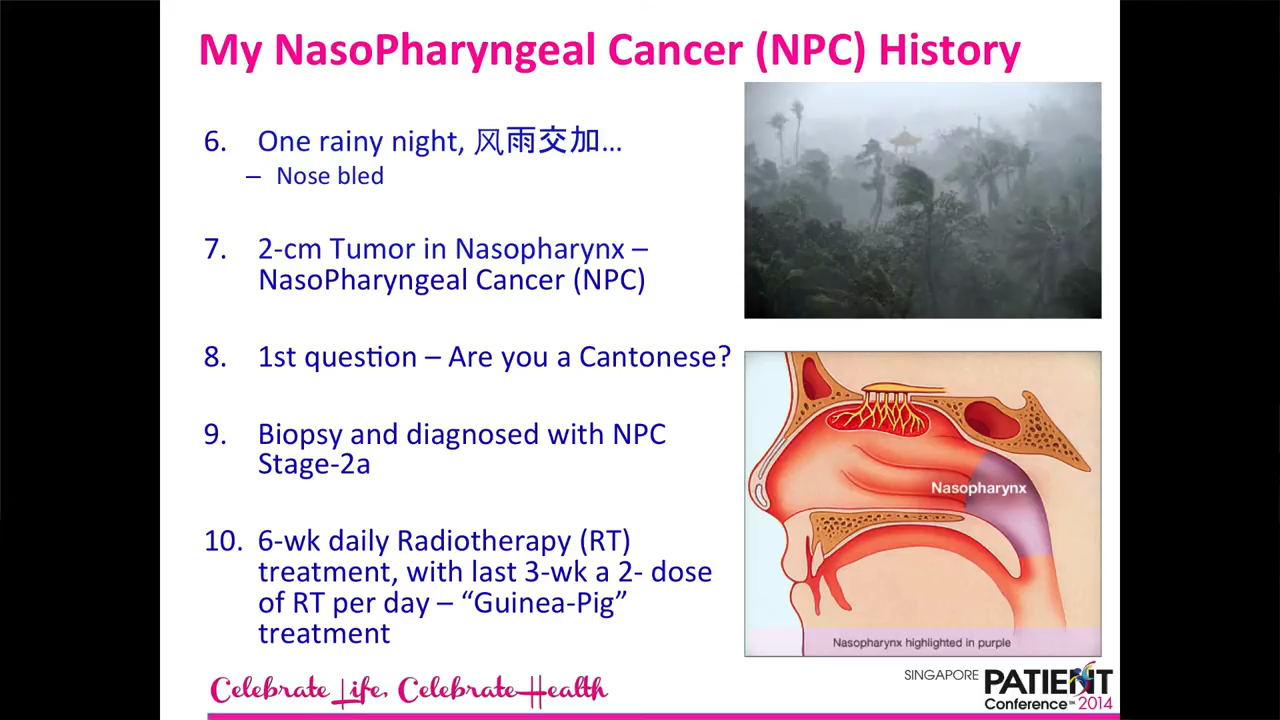 My NasoPharyngeal Cancer (NPC) History
6. One rainy night, 风雨交加...
– Nose bled
7. 2-cm Tumor in Nasopharynx –
NasoPharyngeal Cancer (NPC)
8. 1st question – Are you a Cantonese?
9. Biopsy and diagnosed with NPC
Stage-2a
10. 6-wk daily Radiotherapy (RT)
treatment, with last 3-wk a 2- dose
of RT per day – “Guinea-Pig”
treatment
Nasopharynx
Nasopharynx highlighted in purple
Celebrate Life, Celebrate Health
SINGAPORE PATIENT
Conference™ 2014